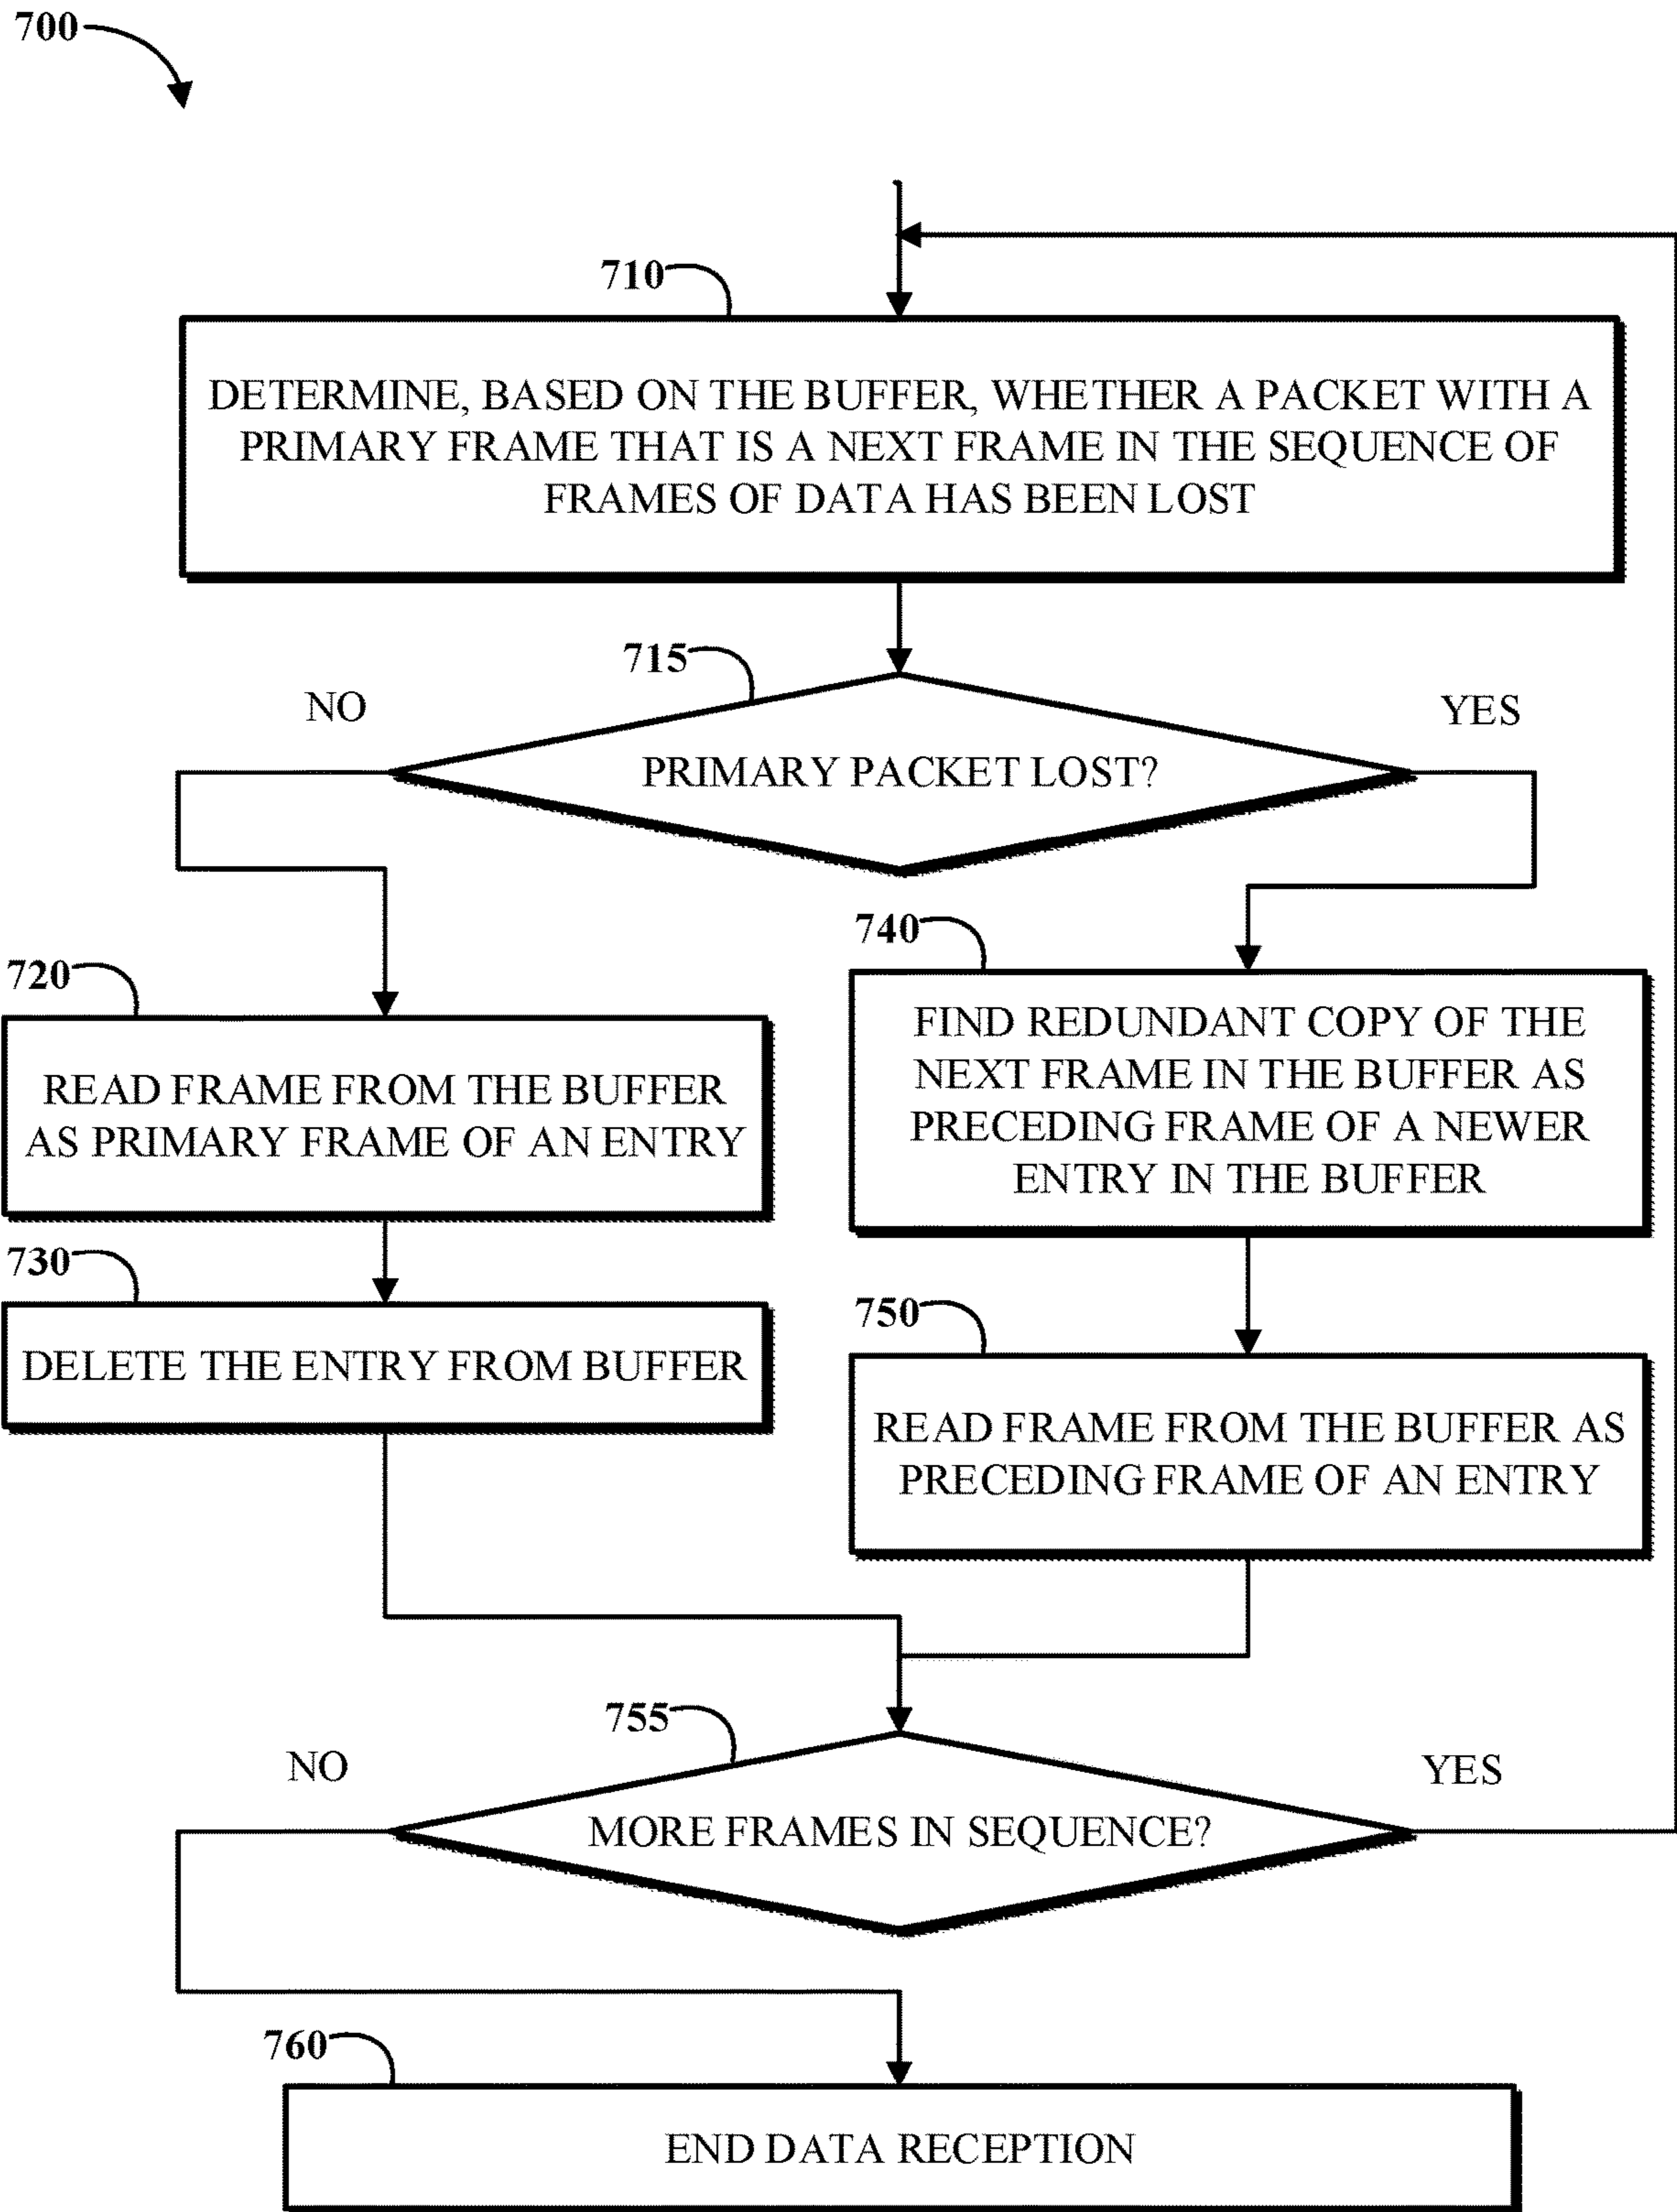 700
710
DETERMINE, BASED ON THE BUFFER, WHETHER A PACKET WITH A
PRIMARY FRAME THAT IS A NEXT FRAME IN THE SEQUENCE OF
FRAMES OF DATA HAS BEEN LOST
715
NO
YES
PRIMARY PACKET LOST?
720
READ FRAME FROM THE BUFFER
AS PRIMARY FRAME OF AN ENTRY
730
DELETE THE ENTRY FROM BUFFER
740
FIND REDUNDANT COPY OF THE
NEXT FRAME IN THE BUFFER AS
PRECEDING FRAME OF A NEWER
ENTRY IN THE BUFFER
750
READ FRAME FROM THE BUFFER AS
PRECEDING FRAME OF AN ENTRY
755
NO
YES
MORE FRAMES IN SEQUENCE?
760
END DATA RECEPTION